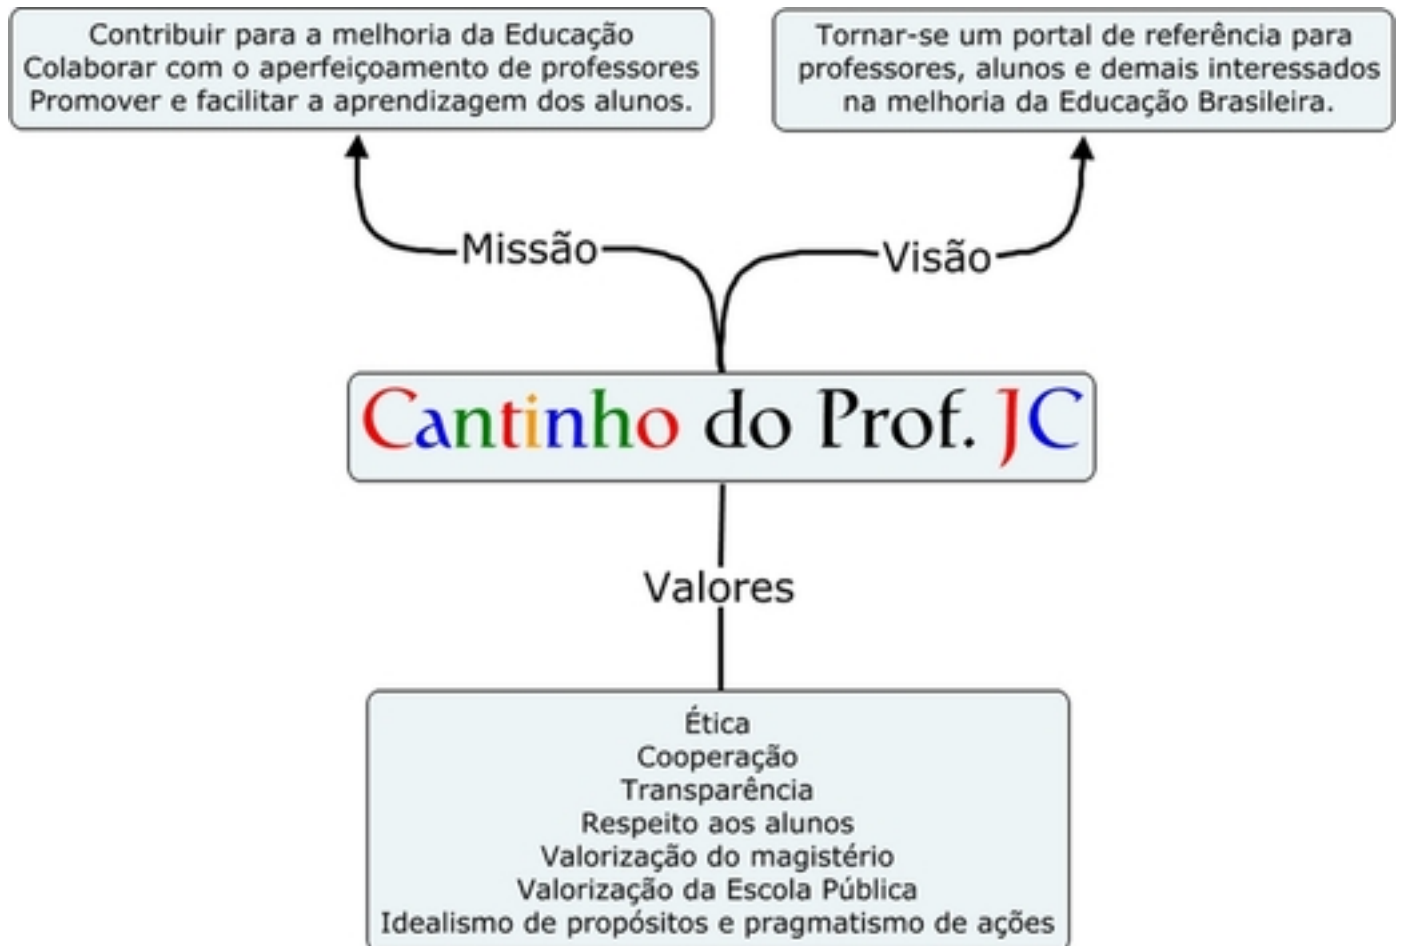 Contribuir para a melhoria da Educação
Colaborar com o aperfeiçoamento de professores
Promover e facilitar a aprendizagem dos alunos.
Tornar-se um portal de referência para
professores, alunos e demais interessados
na melhoria da Educação Brasileira.
Missão
Visão
Cantinho do Prof. JC
Valores
Ética
Cooperação
Transparência
Respeito aos alunos
Valorização do magistério
Valorização da Escola Pública
Idealismo de propósitos e pragmatismo de ações